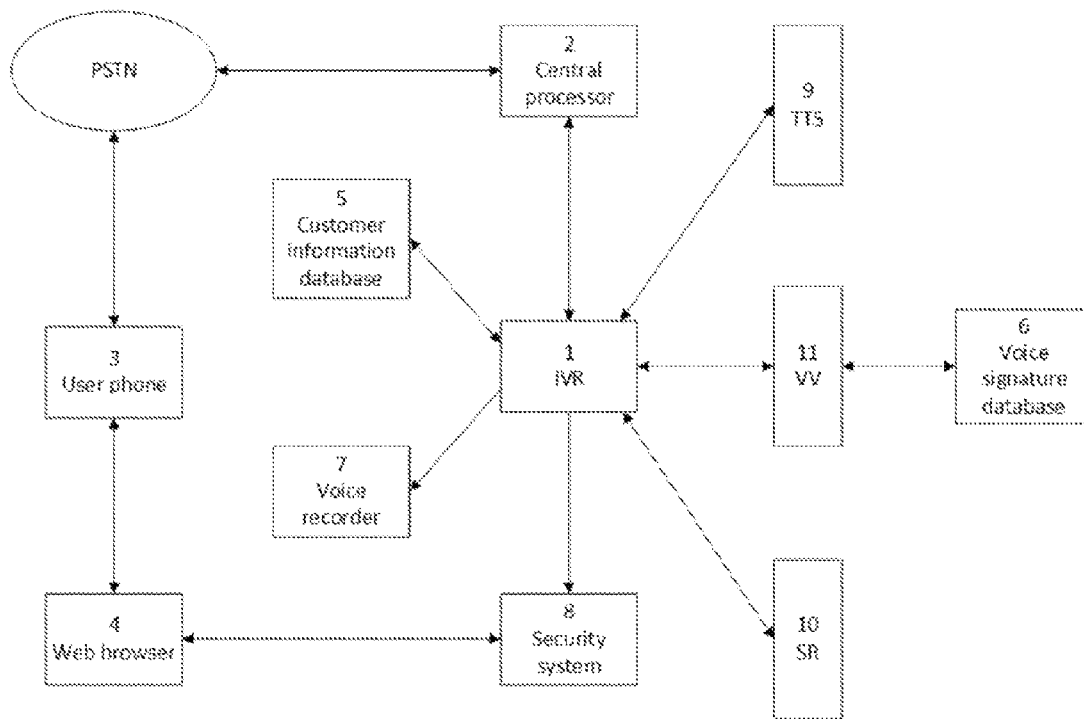 PSTN
2
Central
processor
9
TTS
5
Customer
information
database
3
User phone
1
IVR
11
VV
6
Voice
signature
database
7
Voice
recorder
4
Web browser
8
Security
system
10
SR